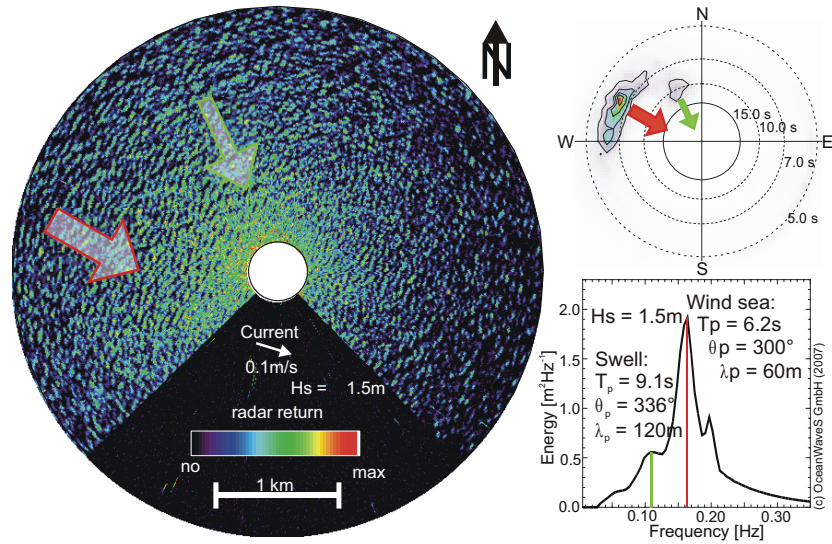 N
Current
0.1m/s
Hs = 1.5m
radar return
no
max
1 km
N
W
E
S
15.0 s
10.0 s
7.0 s
5.0 s
Energy [m²Hz⁻¹]
2.0
1.5
1.0
0.5
0.0
Hs = 1.5m
Wind sea:
Tp = 6.2s
θp = 300°
λp = 60m
Swell:
Tₚ = 9.1s
θₚ = 336°
λₚ = 120m
0.10
0.20
0.30
Frequency [Hz]
(c) OceanWaveS GmbH (2007)